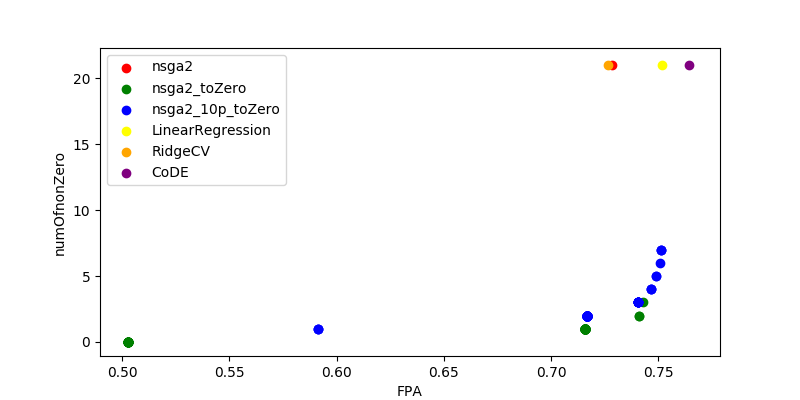 nsga2
nsga2_toZero
nsga2_10p_toZero
LinearRegression
RidgeCV
CoDE
numOfnonZero
20
15
10
5
0
0.50 0.55 0.60 0.65 0.70 0.75
FPA